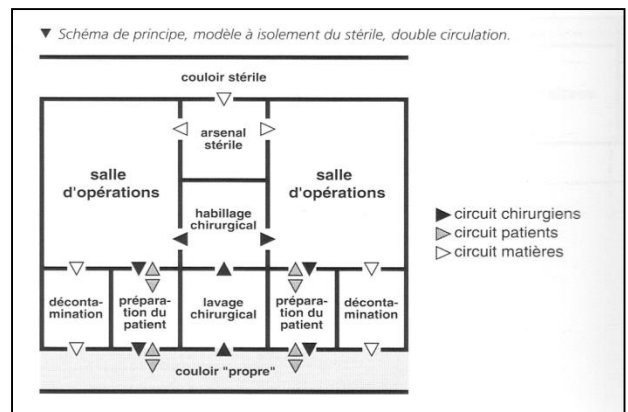 ▼ Schéma de principe, modèle à isolement du stérile, double circulation.
couloir stérile
arsenal
stérile
salle
d'opérations
salle
d'opérations
habillage
chirurgical
circuit chirurgiens
circuit patients
circuit matières
déconta-
mination
prépara-
tion du
patient
lavage
chirurgical
prépara-
tion du
patient
déconta-
mination
couloir "propre"